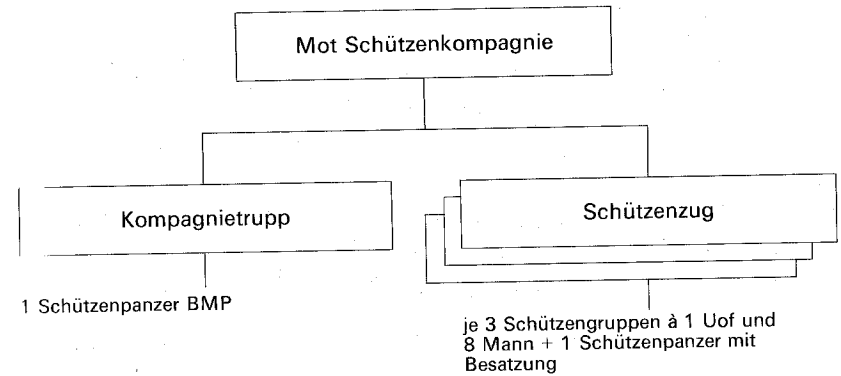 Mot Schützenkompagnie
Kompagnietrupp
Schützenzug
1 Schützenpanzer BMP
je 3 Schützengruppen à 1 Uof und
8 Mann + 1 Schützenpanzer mit
Besatzung